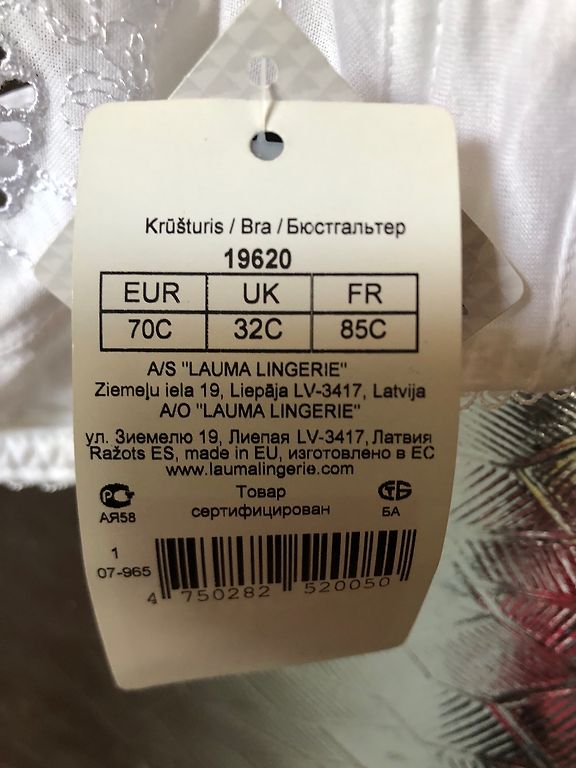 Krūšturis / Bra / Бюстгальтер
19620
EUR UK FR
70C 32C 85C
A/S "LAUMA LINGERIE"
Ziemeļu iela 19, Liepāja LV-3417, Latvija
A/O "LAUMA LINGERIE"
ул. Зиемелю 19, Лиепая LV-3417, Латвия
Ražots ES, made in EU, изготовлено в ЕС
www.laumalingerie.com
Товар
сертифицирован
АЯ58
БА
1
07-965
4 750282 520050